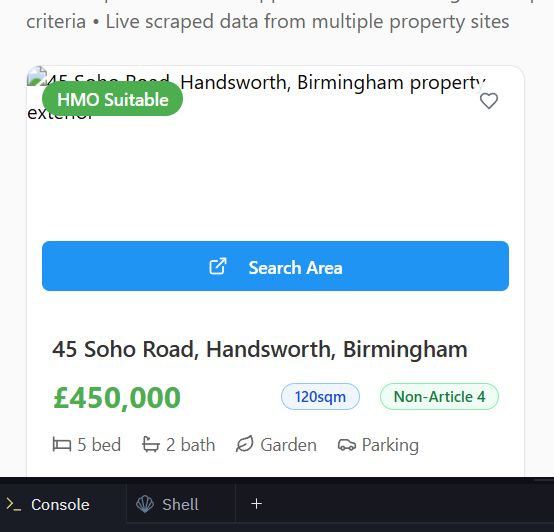 criteria • Live scraped data from multiple property sites
45 Soho Road, Handsworth, Birmingham property
exterior
HMO Suitable
Search Area
45 Soho Road, Handsworth, Birmingham
£450,000
120sqm
Non-Article 4
5 bed
2 bath
Garden
Parking
>_ Console
Shell
+